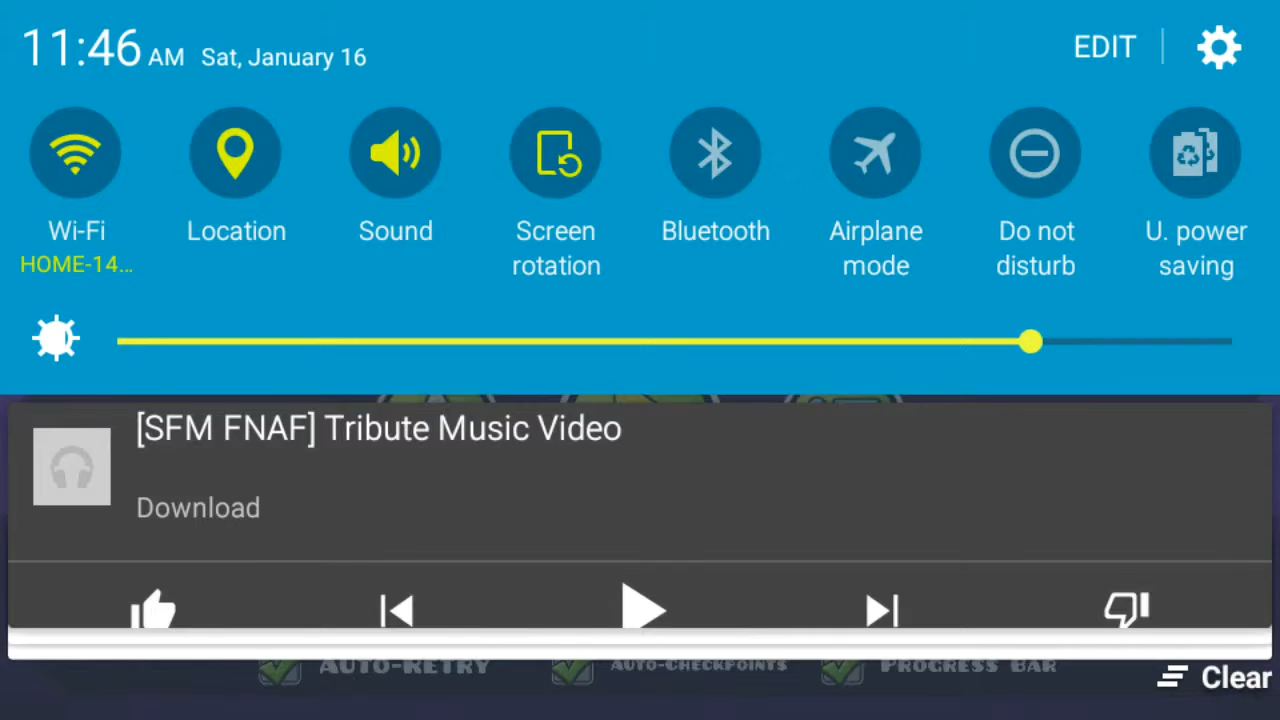 11:46 AM Sat, January 16
EDIT
Wi-Fi
HOME-14...
Location
Sound
Screen
rotation
Bluetooth
Airplane
mode
Do not
disturb
U. power
saving
[SFM FNAF] Tribute Music Video
Download
AUTO-RETRY
AUTO-CHECKPOINTS
PROGRESS BAR
Clear